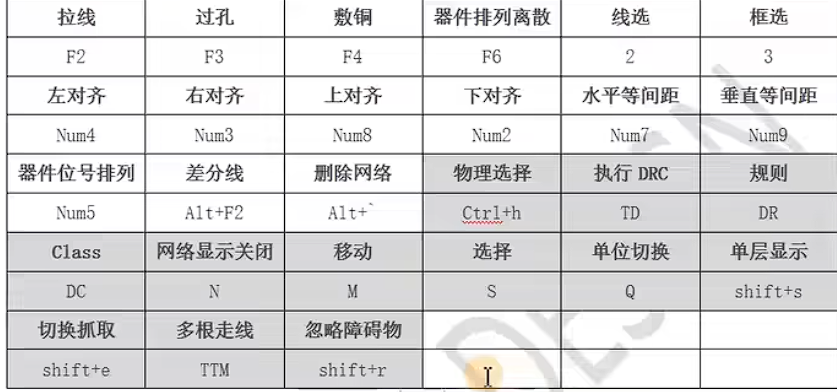 拉线 过孔 敷铜 器件排列离散 线选 框选
F2 F3 F4 F6 2 3
左对齐 右对齐 上对齐 下对齐 水平等间距 垂直等间距
Num4 Num3 Num8 Num2 Num7 Num9
器件位号排列 差分线 删除网络 物理选择 执行 DRC 规则
Num5 Alt+F2 Alt+` Ctrl+h TD DR
Class 网络显示关闭 移动 选择 单位切换 单层显示
DC N M S Q shift+s
切换抓取 多根走线 忽略障碍物
shift+e TTM shift+r